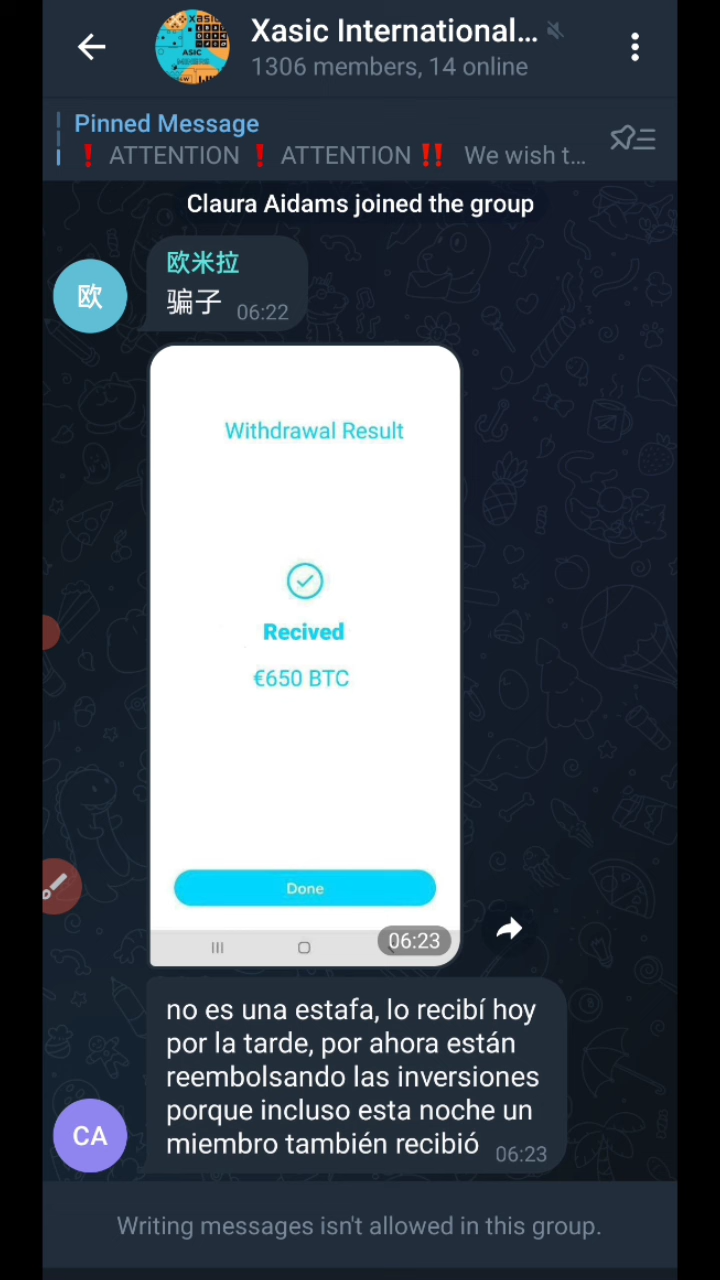 Xasic International...
1306 members, 14 online
Pinned Message
❗ ATTENTION ❗ ATTENTION ‼️ We wish t...
Claura Aidams joined the group
欧
欧米拉
骗子 06:22
Withdrawal Result
Recived
€650 BTC
Done
06:23
no es una estafa, lo recibí hoy
por la tarde, por ahora están
reembolsando las inversiones
porque incluso esta noche un
miembro también recibió 06:23
CA
Writing messages isn't allowed in this group.